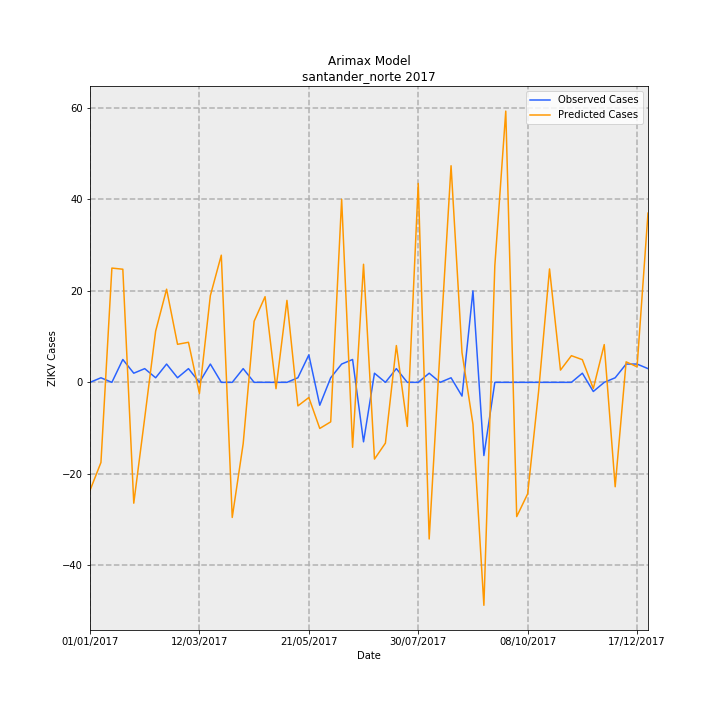 Arimax Model
santander_norte 2017
Observed Cases
Predicted Cases
60
40
20
0
−20
−40
ZIKV Cases
01/01/2017 12/03/2017 21/05/2017 30/07/2017 08/10/2017 17/12/2017
Date